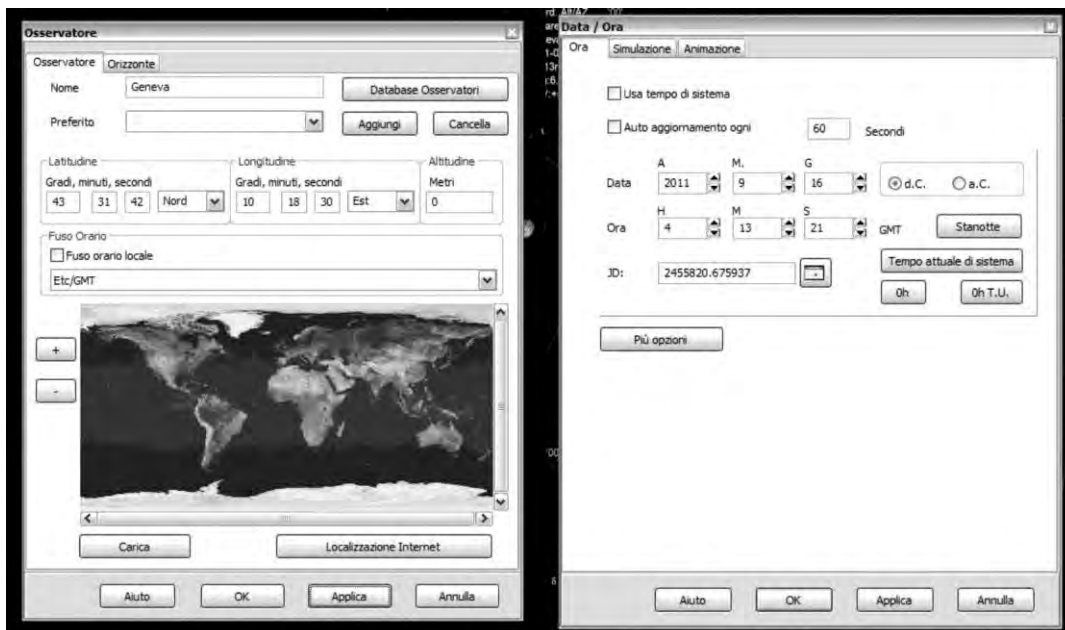 Osservatore
Osservatore Orizzonte
Nome Geneva Database Osservatori
Preferito Aggiungi Cancella
Latitudine Longitudine Altitudine
Gradi, minuti, secondi Gradi, minuti, secondi Metri
43 31 42 Nord 10 18 30 Est 0
Fuso Orario
Fuso orario locale
Etc/GMT
+
-
Carica Localizzazione Internet
Aiuto OK Applica Annulla
Data / Ora
Ora Simulazione Animazione
Usa tempo di sistema
Auto aggiornamento ogni 60 Secondi
A M. G
Data 2011 9 16 d.C. a.C.
H M S
Ora 4 13 21 GMT Stanotte
Tempo attuale di sistema
JD: 2455820.675937
0h 0h T.U.
Più opzioni
Aiuto OK Applica Annulla